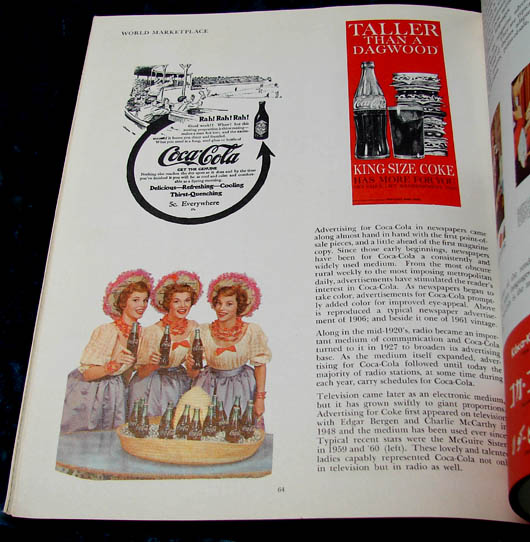 WORLD MARKETPLACE
Rah! Rah! Rah!
Coca-Cola
GET THE GENUINE
Delicious—Refreshing—Cooling
Thirst-Quenching
5c. Everywhere
TALLER
THAN A
DAGWOOD
KING SIZE COKE
HAS MORE FOR YOU
Advertising for Coca-Cola in newspapers came
along almost hand in hand with the first point-of-
sale pieces, and a little ahead of the first magazine
copy. Since those early beginnings, newspapers
have been for Coca-Cola a consistently and
widely used medium. From the most obscure
rural weekly to the most imposing metropolitan
daily, advertisements have stimulated the reader's
interest in Coca-Cola. As newspapers began to
take color, advertisements for Coca-Cola prompt-
ly added color for improved eye-appeal. Above
is reproduced a typical newspaper advertise-
ment of 1906; and beside it one of 1961 vintage.
Along in the mid-1920's, radio became an impor-
tant medium of communication and Coca-Cola
turned to it in 1927 to broaden its advertising
base. As the medium itself expanded, adver-
tising for Coca-Cola followed until today the
majority of radio stations, at some time during
each year, carry schedules for Coca-Cola.
Television came later as an electronic medium,
but it has grown swiftly to giant proportions.
Advertising for Coke first appeared on television
with Edgar Bergen and Charlie McCarthy in
1948 and the medium has been used ever since.
Typical recent stars were the McGuire Sister
in 1959 and '60 (left). These lovely and talente
ladies capably represented Coca-Cola not onl
in television but in radio as well.
64